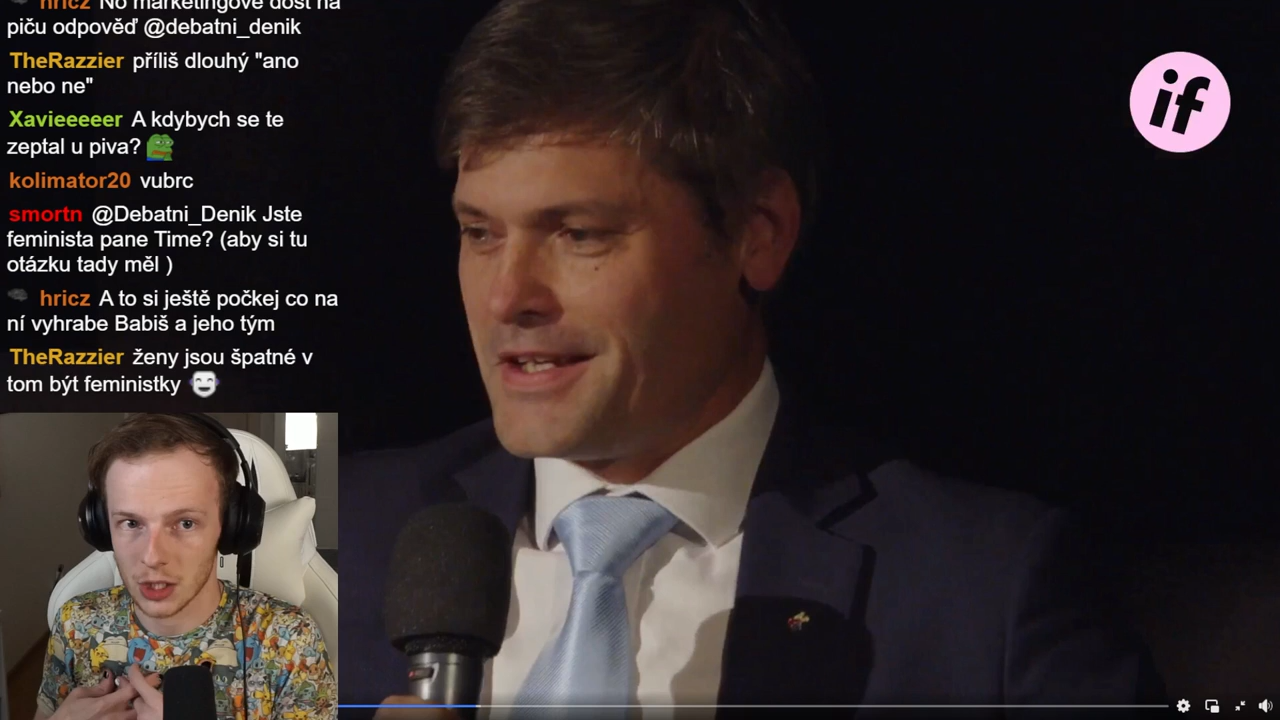 hricz No marketingově dost na
piču odpověď @debatni_denik
TheRazzier příliš dlouhý "ano
nebo ne"
Xavieeeeer A kdybych se te
zeptal u piva?
kolimator20 vubrc
smortn @Debatni_Denik Jste
feminista pane Time? (aby si tu
otázku tady měl )
hricz A to si ještě počkej co na
ní vyhrabe Babiš a jeho tým
TheRazzier ženy jsou špatné v
tom být feministky
if